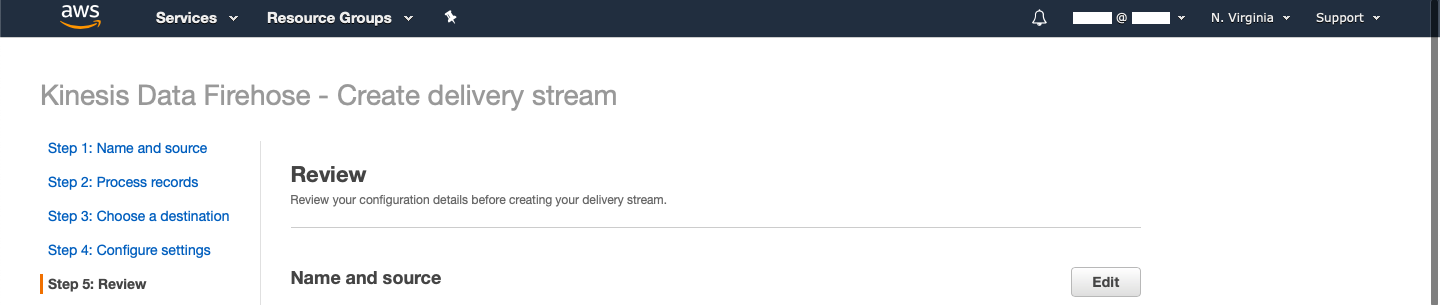 aws Services Resource Groups @ N. Virginia Support
Kinesis Data Firehose - Create delivery stream
Step 1: Name and source
Step 2: Process records
Step 3: Choose a destination
Step 4: Configure settings
Step 5: Review
Review
Review your configuration details before creating your delivery stream.
Name and source
Edit